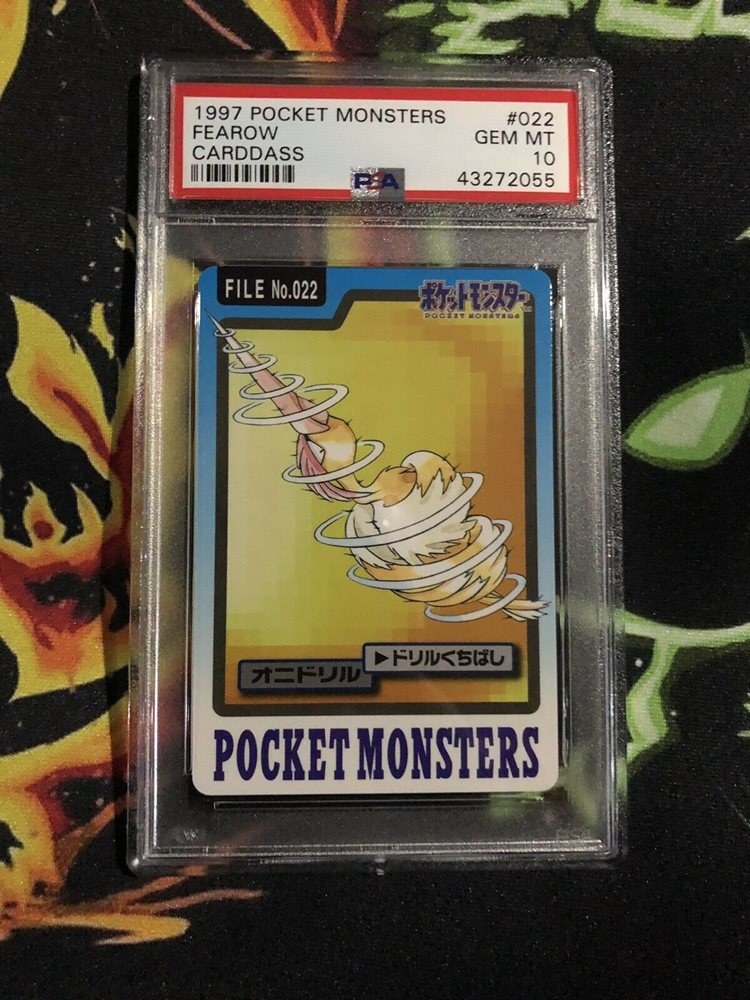 1997 POCKET MONSTERS #022
FEAROW GEM MT
CARDDASS 10
PSA 43272055
FILE No.022
ポケットモンスター
POCKET MONSTERS
オニドリル
▶ドリルくちばし
POCKET MONSTERS